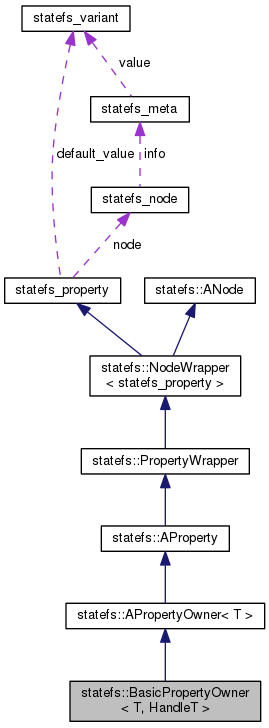 statefs_variant
value
statefs_meta
default_value
info
statefs_node
node
statefs_property
statefs::ANode
statefs::NodeWrapper
< statefs_property >
statefs::PropertyWrapper
statefs::AProperty
statefs::APropertyOwner< T >
statefs::BasicPropertyOwner
< T, HandleT >